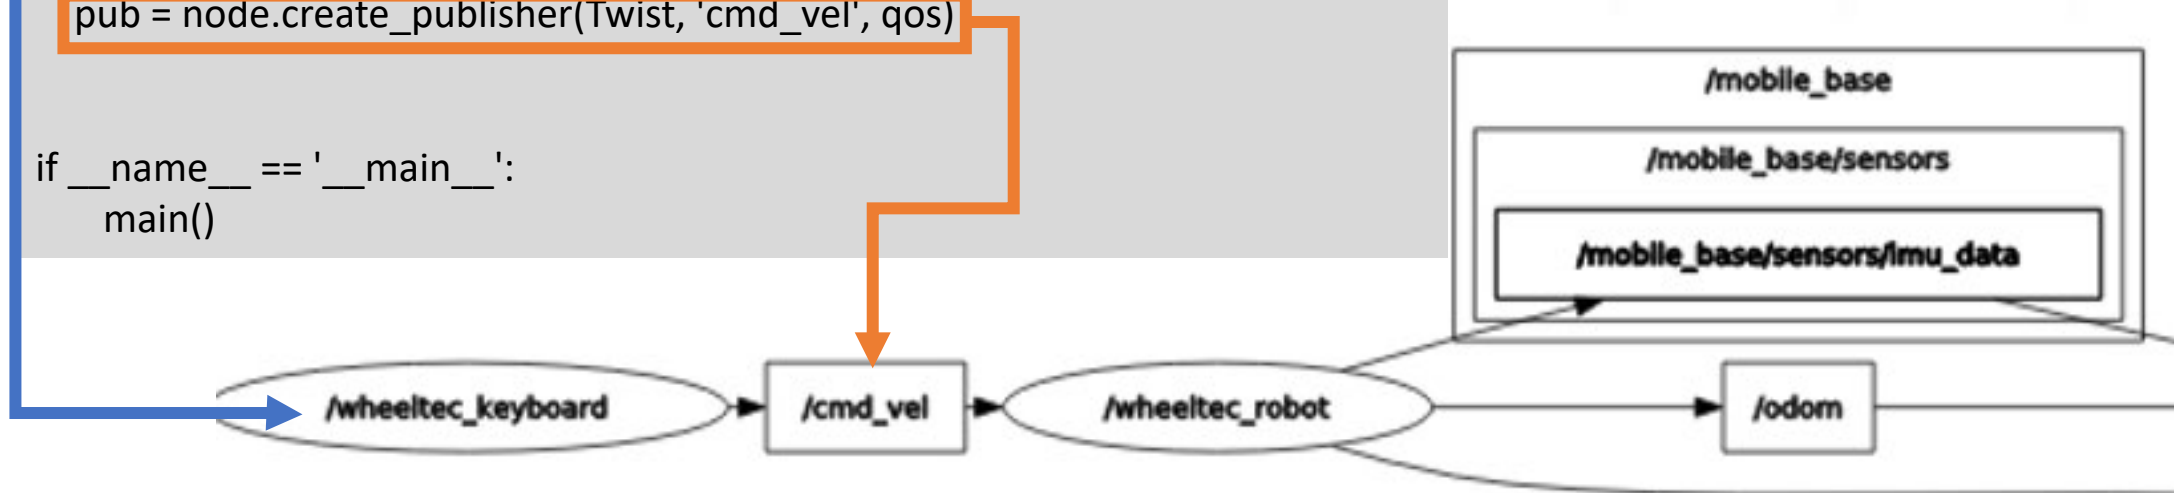 pub = node.create_publisher(Twist, 'cmd_vel', qos)
if __name__ == '__main__':
main()
/mobile_base
/mobile_base/sensors
/mobile_base/sensors/imu_data
/wheeltec_keyboard
/cmd_vel
/wheeltec_robot
/odom